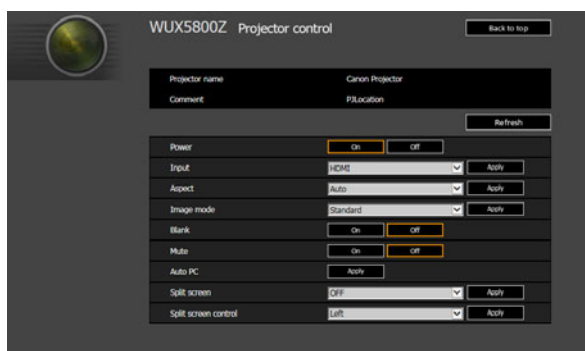 WUX5800Z Projector control Back to top
Projector name Canon Projector
Comment PJLocation
Refresh
Power On Off
Input HDMI Apply
Aspect Auto Apply
Image mode Standard Apply
Blank On Off
Mute On Off
Auto PC Apply
Split screen OFF Apply
Split screen control Left Apply